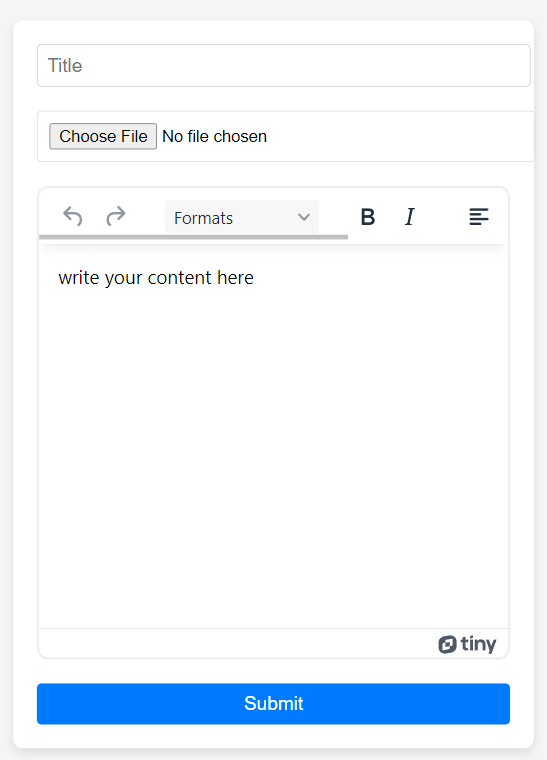 Title
Choose File No file chosen
Formats B I
write your content here
tiny
Submit